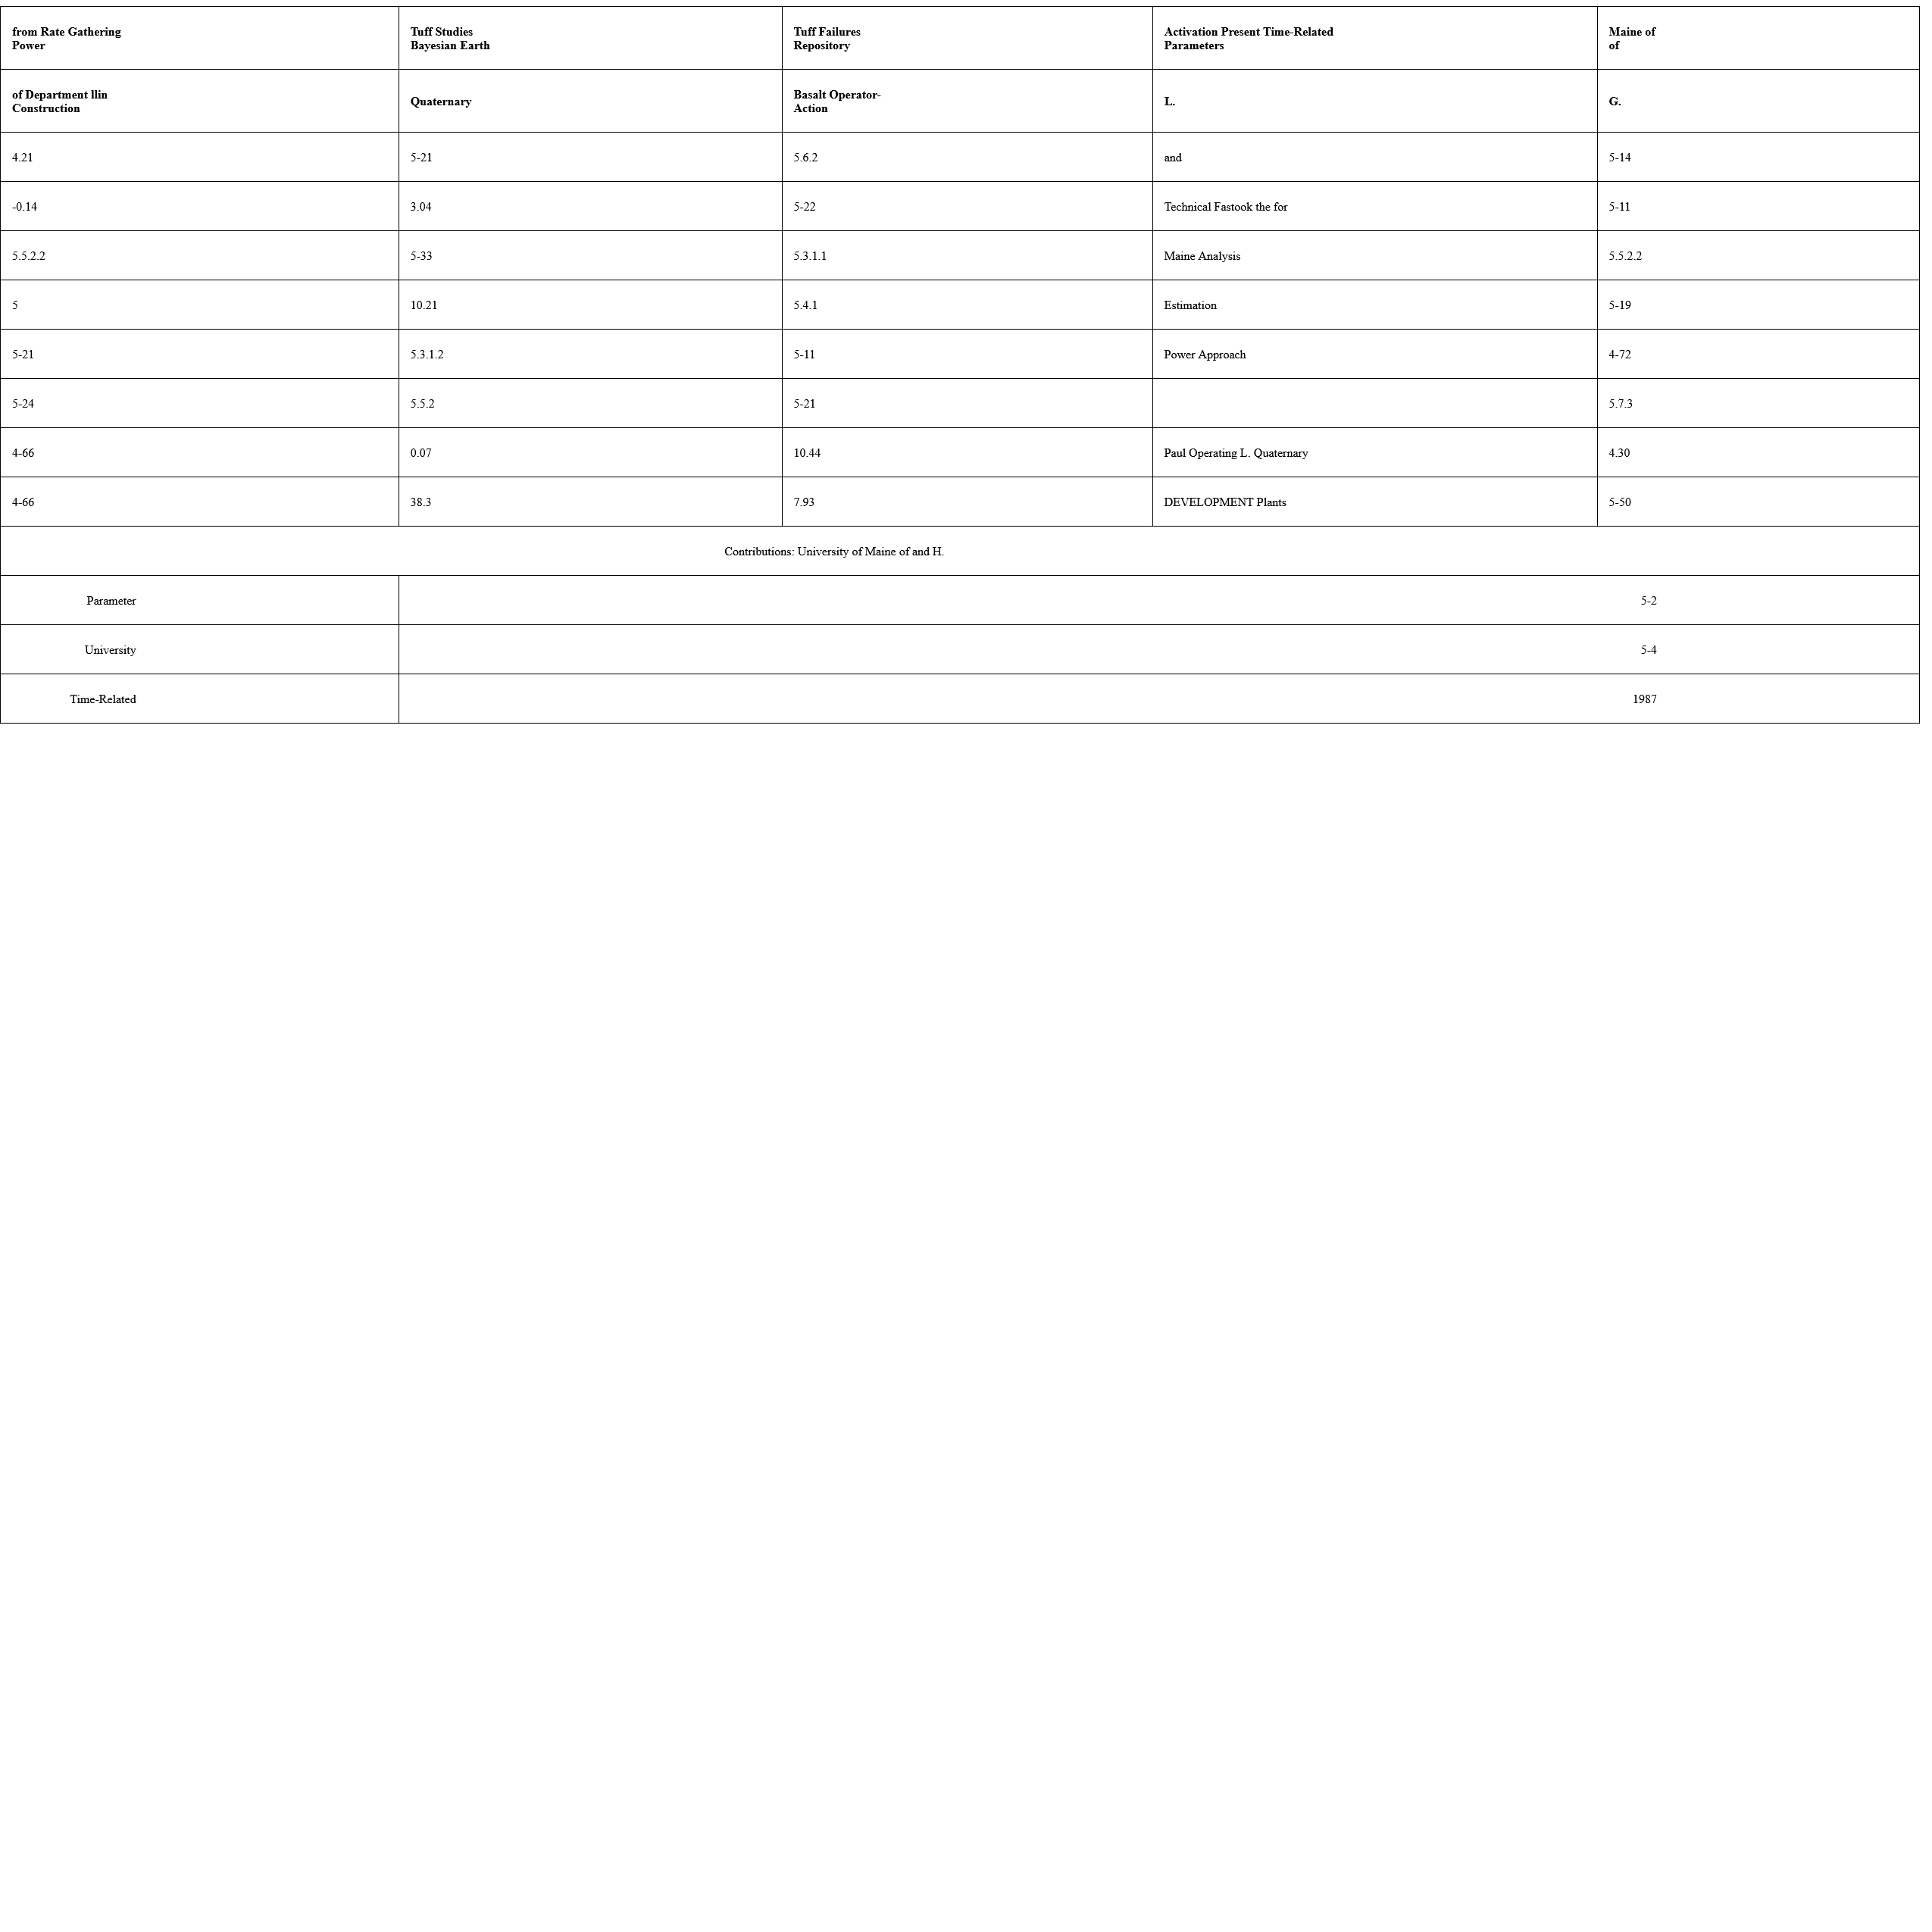 from Rate Gathering
Power
Tuff Studies
Bayesian Earth
Tuff Failures
Repository
Activation Present Time-Related
Parameters
Maine of
of
of Department llin
Construction
Quaternary
Basalt Operator-
Action
L.
G.
4.21 5-21 5.6.2 and 5-14
-0.14 3.04 5-22 Technical Fastook the for 5-11
5.5.2.2 5-33 5.3.1.1 Maine Analysis 5.5.2.2
5 10.21 5.4.1 Estimation 5-19
5-21 5.3.1.2 5-11 Power Approach 4-72
5-24 5.5.2 5-21 5.7.3
4-66 0.07 10.44 Paul Operating L. Quaternary 4.30
4-66 38.3 7.93 DEVELOPMENT Plants 5-50
Contributions: University of Maine of and H.
Parameter 5-2
University 5-4
Time-Related 1987